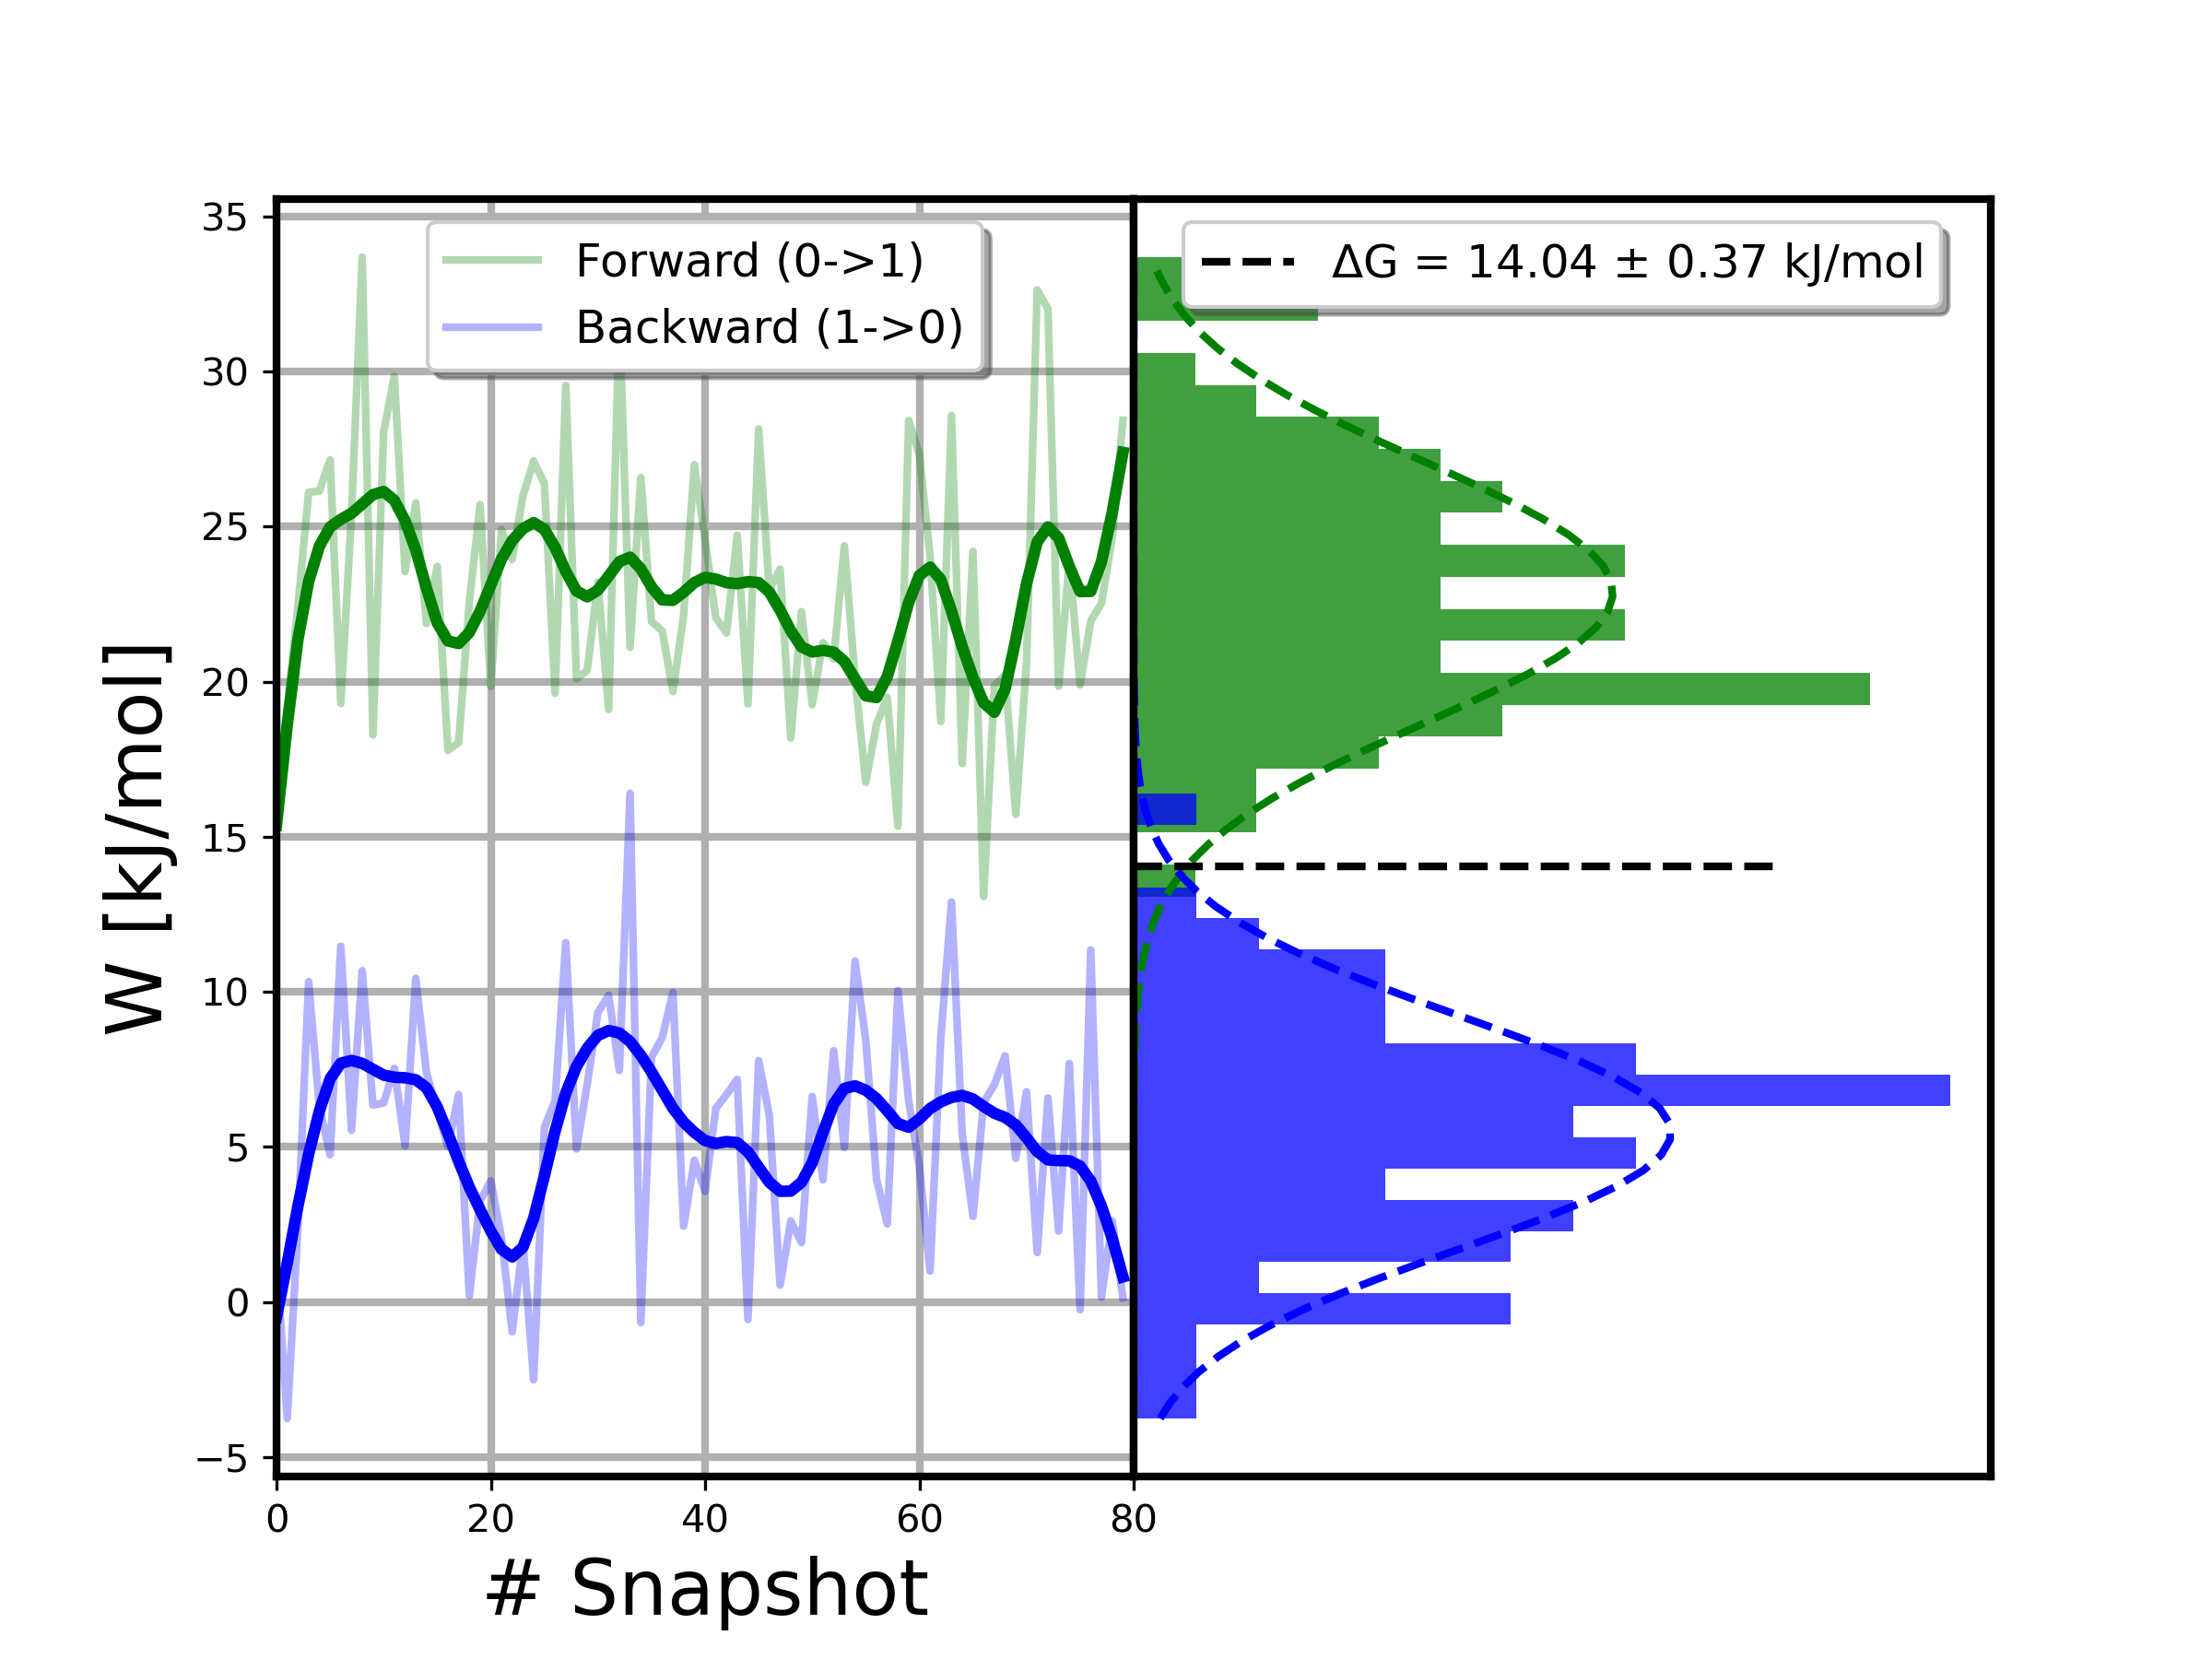 Forward (0->1)
Backward (1->0)
ΔG = 14.04 ± 0.37 kJ/mol
W [kJ/mol]
35
30
25
20
15
10
5
0
−5
0 20 40 60 80
# Snapshot